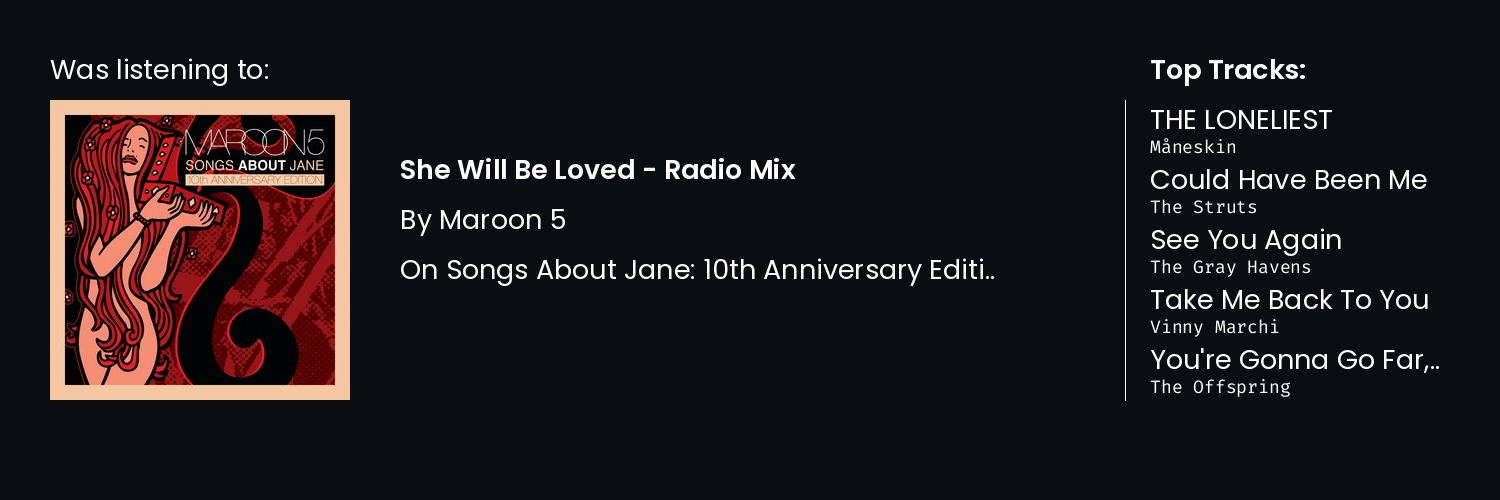 Was listening to:
MAROON5
SONGS ABOUT JANE
10th ANNIVERSARY EDITION
She Will Be Loved - Radio Mix
By Maroon 5
On Songs About Jane: 10th Anniversary Editi..
Top Tracks:
THE LONELIEST
Måneskin
Could Have Been Me
The Struts
See You Again
The Gray Havens
Take Me Back To You
Vinny Marchi
You're Gonna Go Far,..
The Offspring